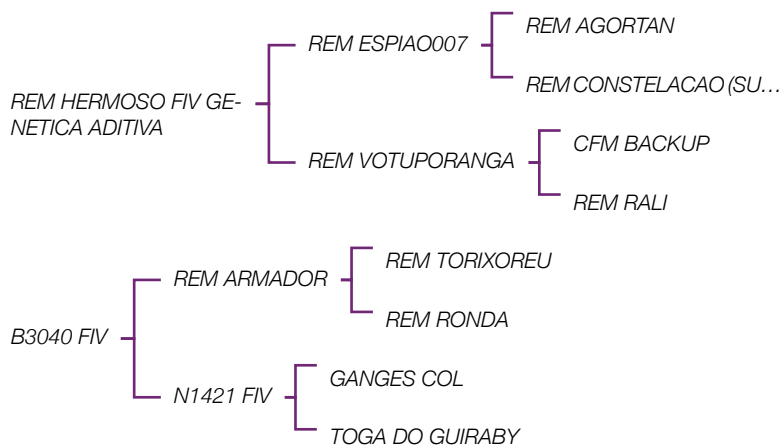 REM ESPIAO007
REM AGORTAN
REM CONSTELACAO (SU...
REM HERMOSO FIV GE-
NETICA ADITIVA
REM VOTUPORANGA
CFM BACKUP
REM RALI
REM ARMADOR
REM TORIXOREU
REM RONDA
B3040 FIV
N1421 FIV
GANGES COL
TOGA DO GUIRABY